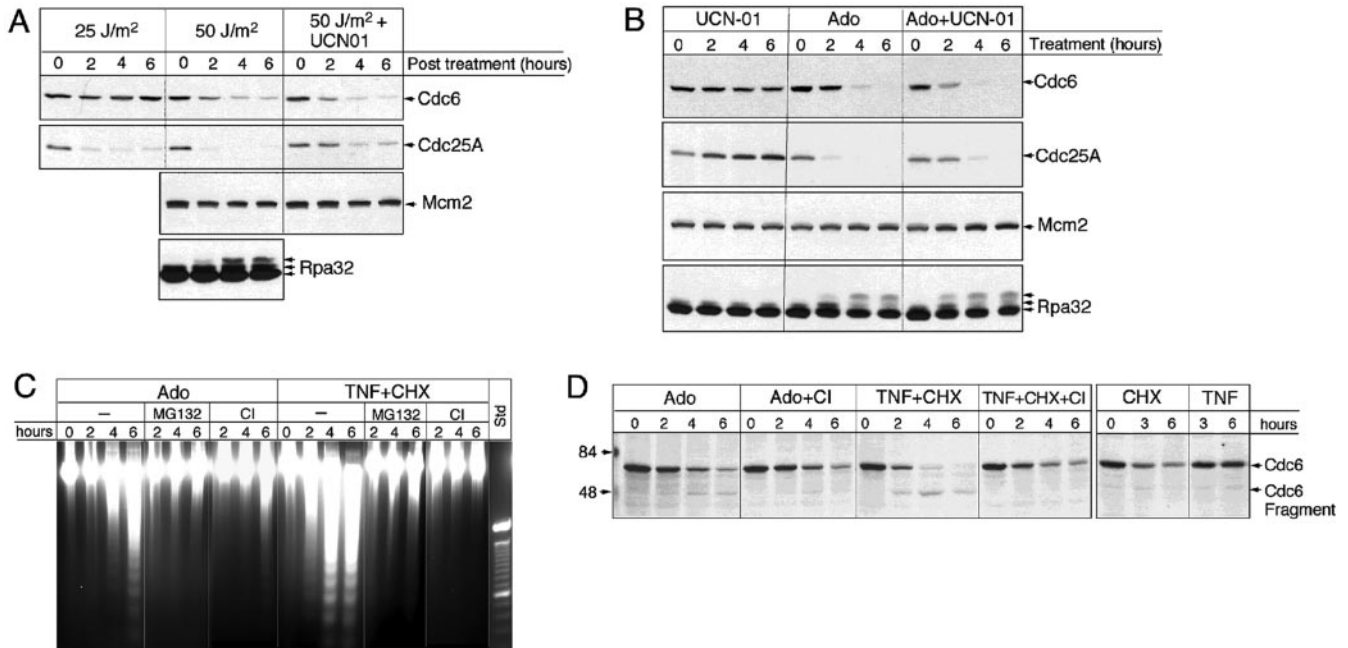 A
25 J/m²
50 J/m²
50 J/m² +
UCN01
0 2 4 6 0 2 4 6 0 2 4 6 Post treatment (hours)
Cdc6
Cdc25A
Mcm2
Rpa32
B
UCN-01
Ado
Ado+UCN-01
0 2 4 6 0 2 4 6 0 2 4 6 Treatment (hours)
Cdc6
Cdc25A
Mcm2
Rpa32
C
Ado
TNF+CHX
Std
– MG132 CI – MG132 CI
hours 0 2 4 6 2 4 6 2 4 6 0 2 4 6 2 4 6 2 4 6
D
Ado
Ado+CI
TNF+CHX
TNF+CHX+CI
CHX
TNF
0 2 4 6 0 2 4 6 0 2 4 6 0 2 4 6 0 3 6 3 6 hours
84
48
Cdc6
Cdc6
Fragment